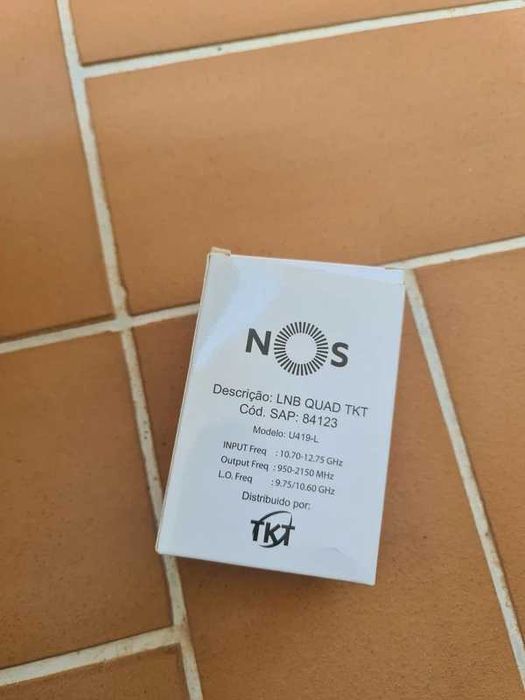 NOS
Descrição: LNB QUAD TKT
Cód. SAP: 84123
Modelo: U419-L
INPUT Freq : 10.70-12.75 GHz
Output Freq : 950-2150 MHz
L.O. Freq : 9.75/10.60 GHz
Distribuido por:
TKT